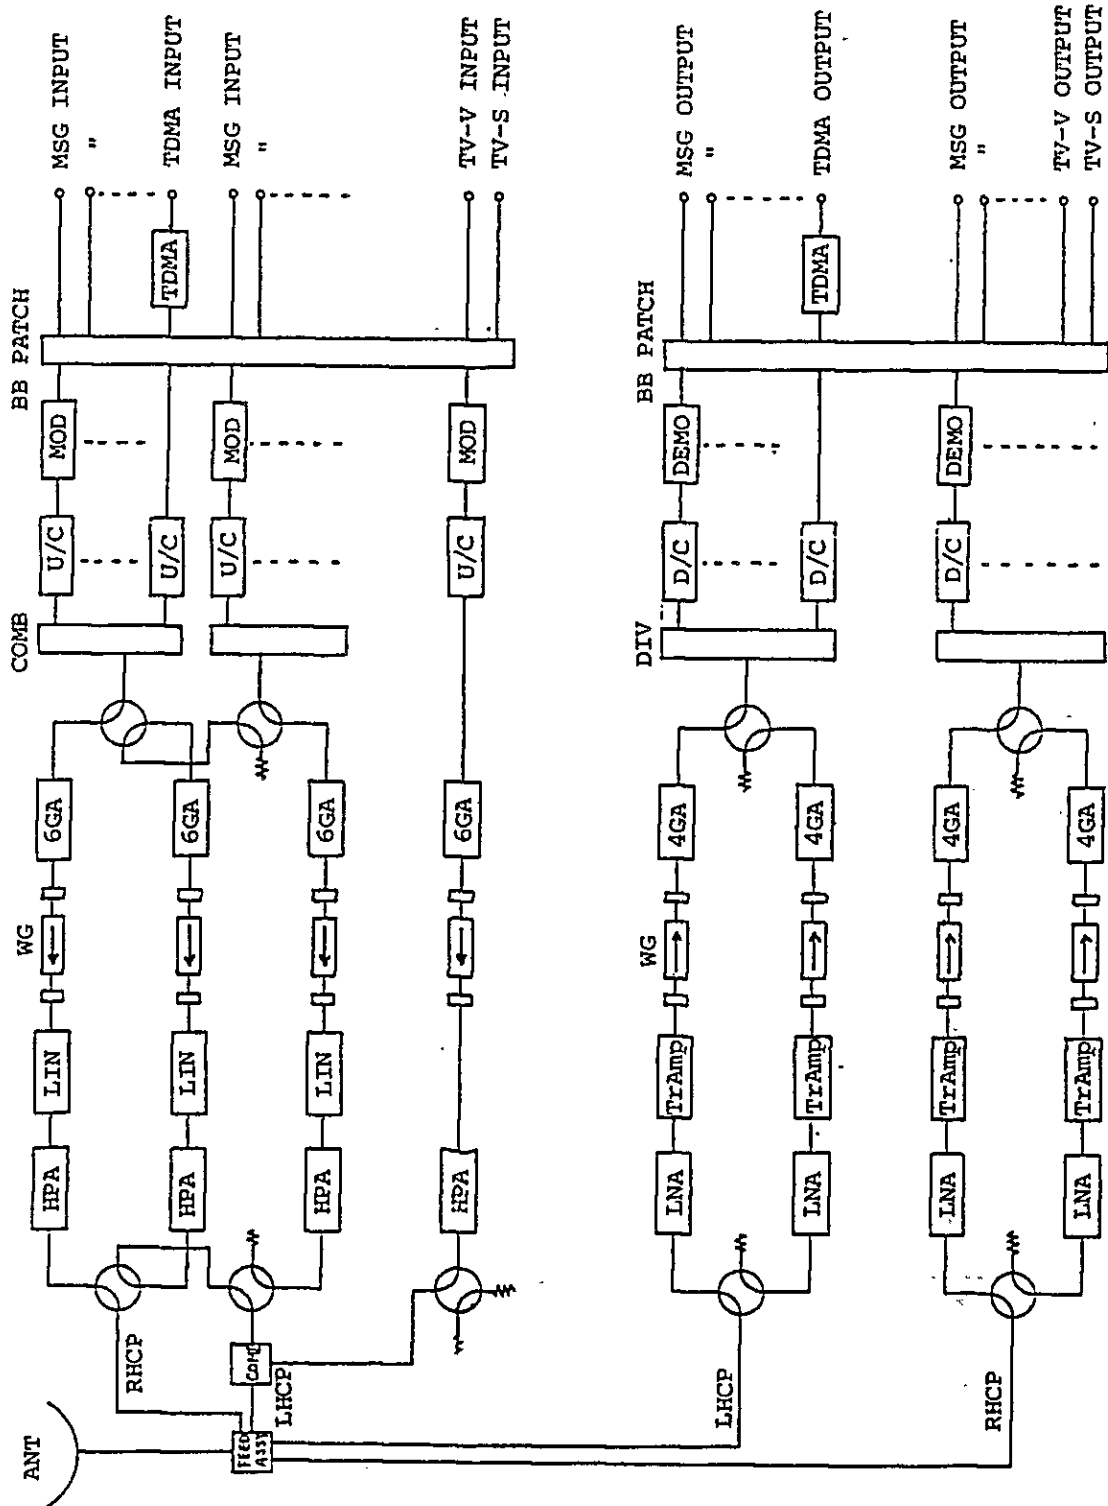 MSG INPUT
"
TDMA INPUT
MSG INPUT
"
TV-V INPUT
TV-S INPUT
TDMA
BB PATCH
MOD
MOD
MOD
U/C
U/C
U/C
U/C
COMB
6GA
6GA
6GA
6GA
WG
LIN
LIN
LIN
HPA
HPA
HPA
HPA
RHCP
COMB
LHCP
FEED
ASSY
ANT
MSG OUTPUT
"
TDMA OUTPUT
MSG OUTPUT
"
TV-V OUTPUT
TV-S OUTPUT
TDMA
BB PATCH
DEMO
DEMO
D/C
D/C
D/C
DIV
4GA
4GA
4GA
4GA
WG
TrAmp
TrAmp
TrAmp
TrAmp
LNA
LNA
LNA
LNA
LHCP
RHCP